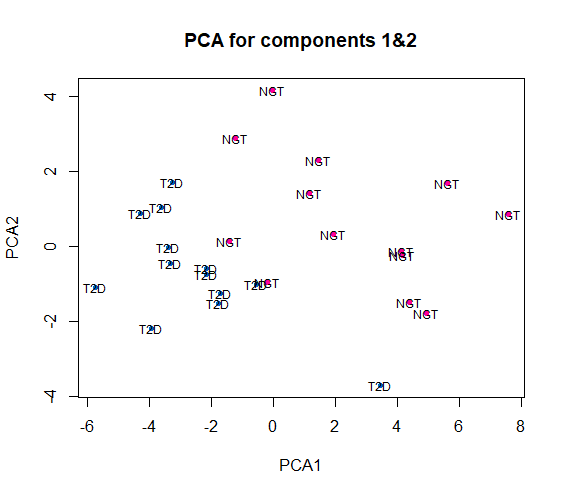 PCA for components 1&2
4
2
0
-2
-4
PCA2
NGT
NGT
NGT
T2D
NGT
NGT
T2D
T2D
NGT
NGT
NGT
T2D
NGT
NGT
T2D
T2D
T2D
NGT
T2D
T2D
T2D
T2D
NGT
T2D
NGT
T2D
T2D
-6
-4
-2
0
2
4
6
8
PCA1